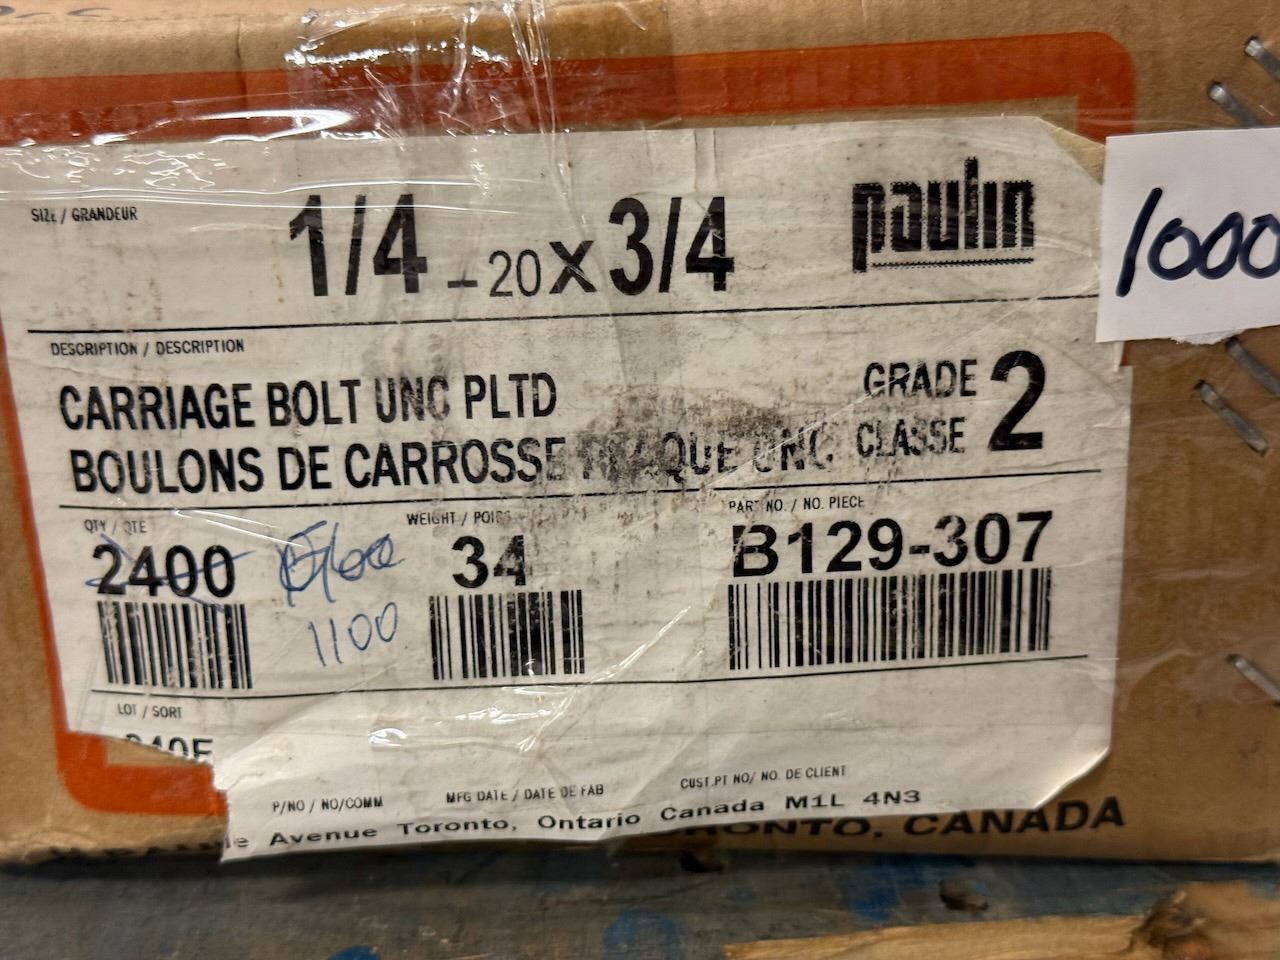 SIZE / GRANDEUR
1/4 - 20 x 3/4
paulin
1000
DESCRIPTION / DESCRIPTION
CARRIAGE BOLT UNC PLTD
BOULONS DE CARROSSE PLAQUE UNC
GRADE
CLASSE
2
QTY / QTE
2400
1100
WEIGHT / POIDS
34
PART NO. / NO. PIECE
B129-307
LOT / SORT
P/NO / NO/COMM
MFG DATE / DATE DE FAB
CUST.PT NO/ NO. DE CLIENT
Avenue Toronto, Ontario Canada M1L 4N3
TORONTO, CANADA